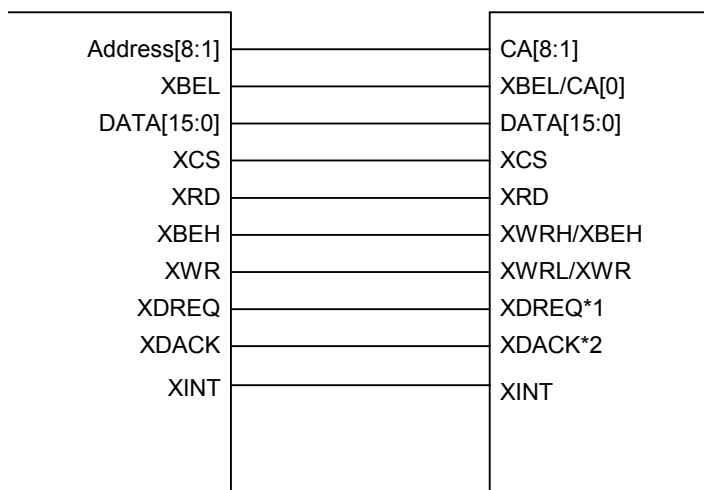 Address[8:1] CA[8:1]
XBEL XBEL/CA[0]
DATA[15:0] DATA[15:0]
XCS XCS
XRD XRD
XBEH XWRH/XBEH
XWR XWRL/XWR
XDREQ XDREQ*1
XDACK XDACK*2
XINT XINT